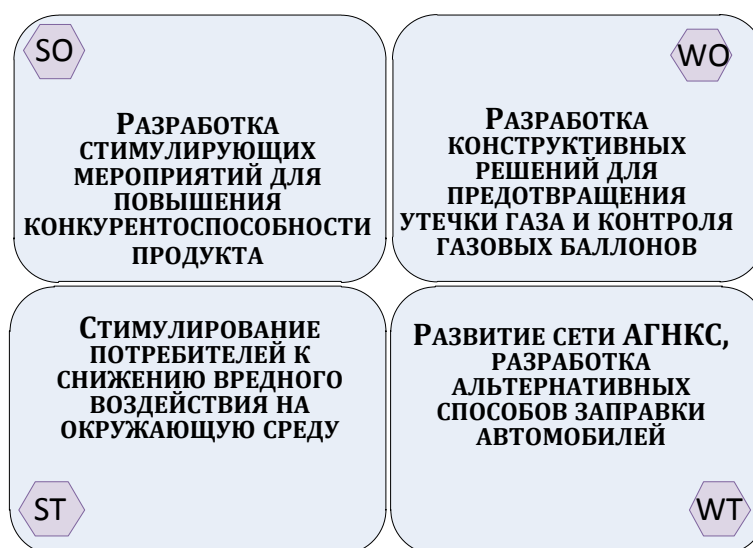 SO
РАЗРАБОТКА
СТИМУЛИРУЮЩИХ
МЕРОПРИЯТИЙ ДЛЯ
ПОВЫШЕНИЯ
КОНКУРЕНТОСПОСОБНОСТИ
ПРОДУКТА
WO
РАЗРАБОТКА
КОНСТРУКТИВНЫХ
РЕШЕНИЙ ДЛЯ
ПРЕДОТВРАЩЕНИЯ
УТЕЧКИ ГАЗА И КОНТРОЛЯ
ГАЗОВЫХ БАЛЛОНОВ
СТИМУЛИРОВАНИЕ
ПОТРЕБИТЕЛЕЙ К
СНИЖЕНИЮ ВРЕДНОГО
ВОЗДЕЙСТВИЯ НА
ОКРУЖАЮЩУЮ СРЕДУ
ST
РАЗВИТИЕ СЕТИ АГНКС,
РАЗРАБОТКА
АЛЬТЕРНАТИВНЫХ
СПОСОБОВ ЗАПРАВКИ
АВТОМОБИЛЕЙ
WT